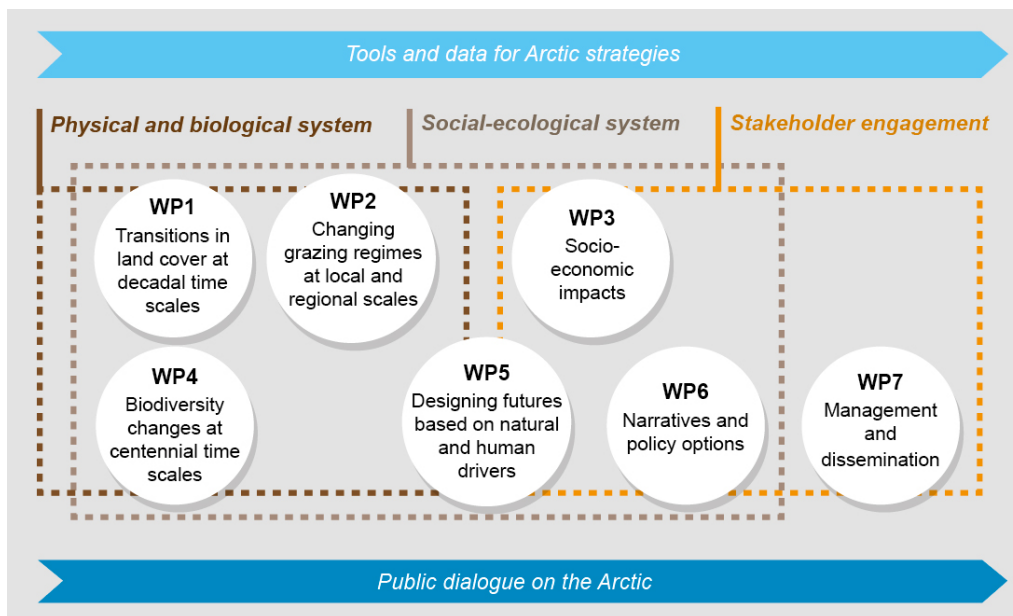 Tools and data for Arctic strategies
Physical and biological system
Social-ecological system
Stakeholder engagement
WP1
Transitions in
land cover at
decadal time
scales
WP2
Changing
grazing regimes
at local and
regional scales
WP3
Socio-
economic
impacts
WP4
Biodiversity
changes at
centennial time
scales
WP5
Designing futures
based on natural
and human
drivers
WP6
Narratives and
policy options
WP7
Management
and
dissemination
Public dialogue on the Arctic